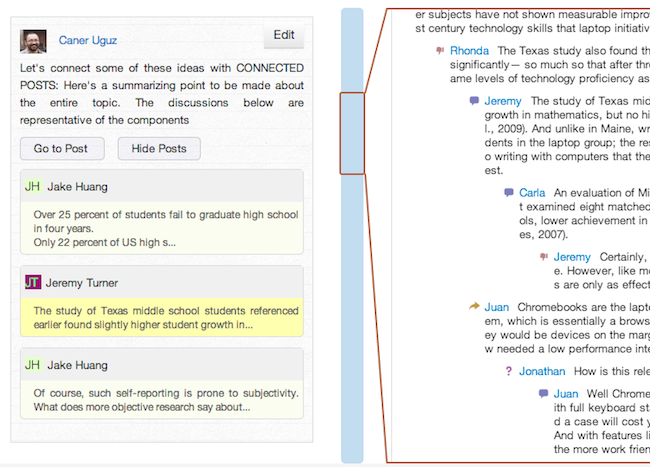 Caner Uguz
Edit
Let's connect some of these ideas with CONNECTED
POSTS: Here's a summarizing point to be made about
the entire topic. The discussions below are
representative of the components
Go to Post
Hide Posts
JH Jake Huang
Over 25 percent of students fail to graduate high school
in four years.
Only 22 percent of US high s...
JT Jeremy Turner
The study of Texas middle school students referenced
earlier found slightly higher student growth in...
JH Jake Huang
Of course, such self-reporting is prone to subjectivity.
What does more objective research say about...
er subjects have not shown measurable improv
st century technology skills that laptop initiativ
Rhonda The Texas study also found th
significantly— so much so that after thr
ame levels of technology proficiency as
Jeremy The study of Texas mid
growth in mathematics, but no hi
l., 2009). And unlike in Maine, wr
dents in the laptop group; the res
o writing with computers that the
est.
Carla An evaluation of Mi
t examined eight matched
ols, lower achievement in
es, 2007).
Jeremy Certainly,
e. However, like m
s are only as effect
Juan Chromebooks are the lapt
em, which is essentially a brows
ey would be devices on the marg
w needed a low performance inte
? Jonathan How is this rele
Juan Well Chrome
ith full keyboard st
d a case will cost y
And with features li
the more work frien